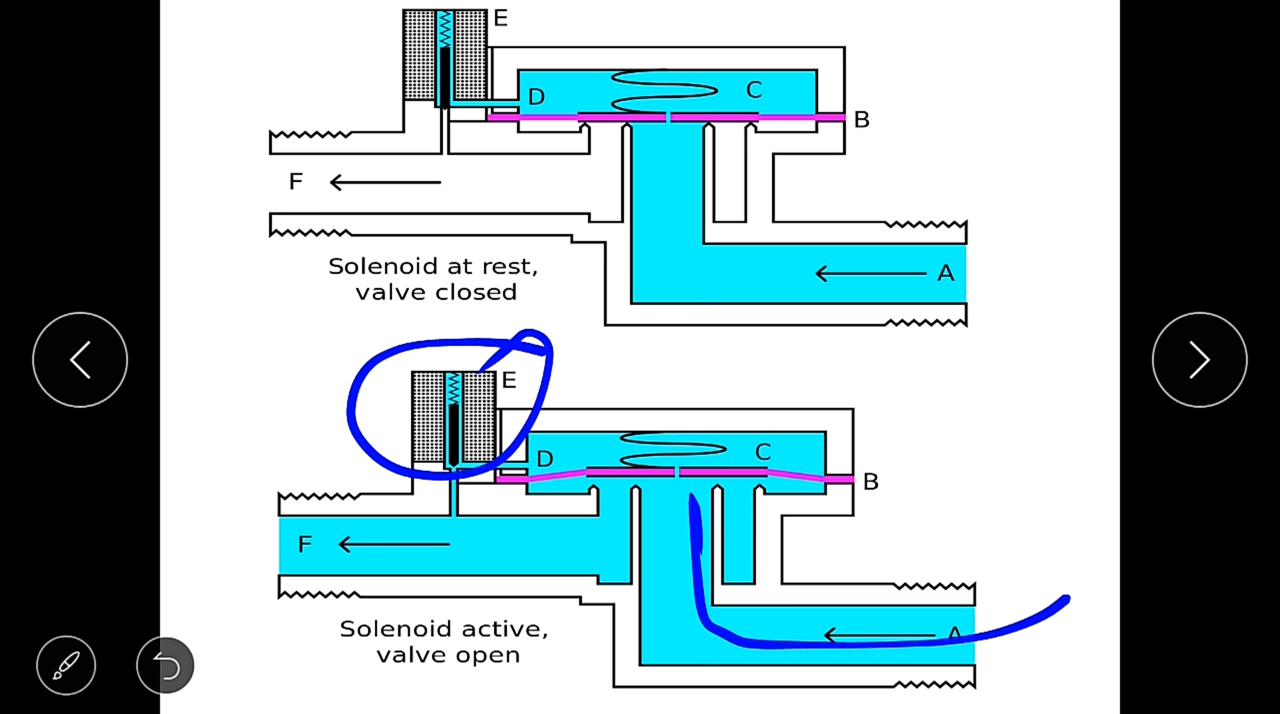 E
D
C
B
F
A
Solenoid at rest,
valve closed
E
D
C
B
F
A
Solenoid active,
valve open